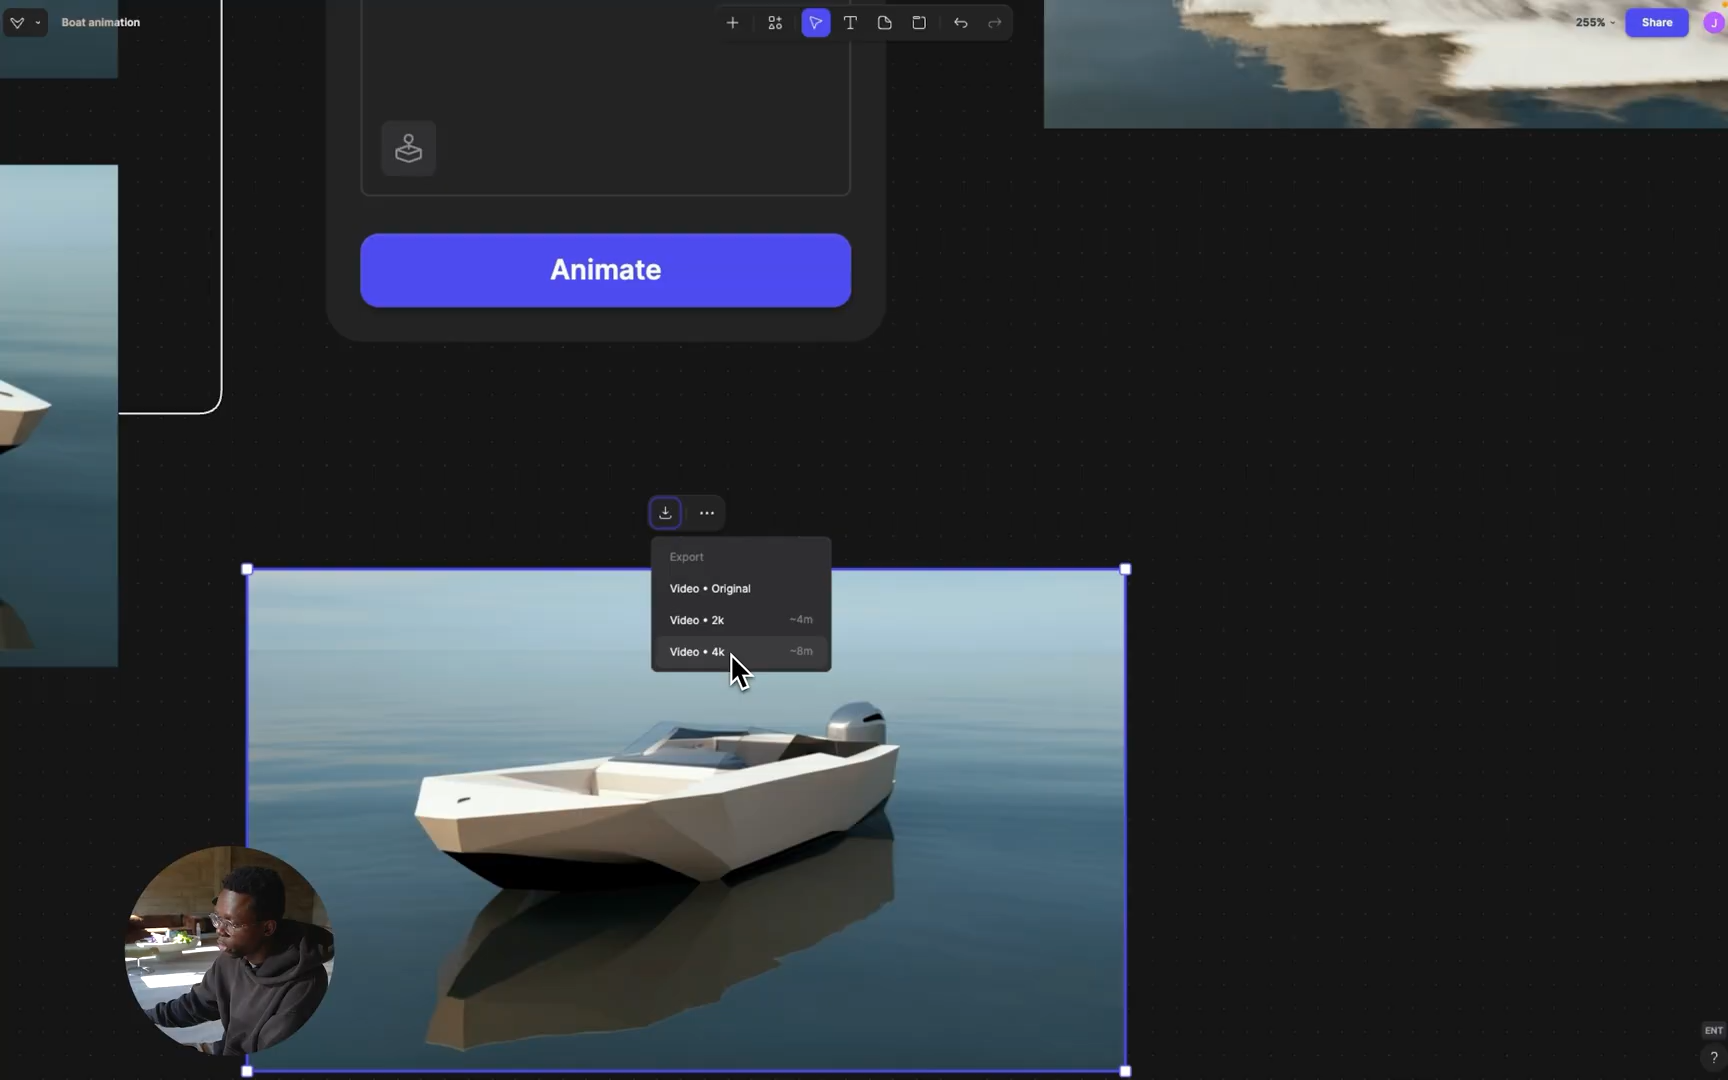 Boat animation
255%
Share
J
Animate
Export
Video • Original
Video • 2k ~4m
Video • 4k ~8m
ENT
?